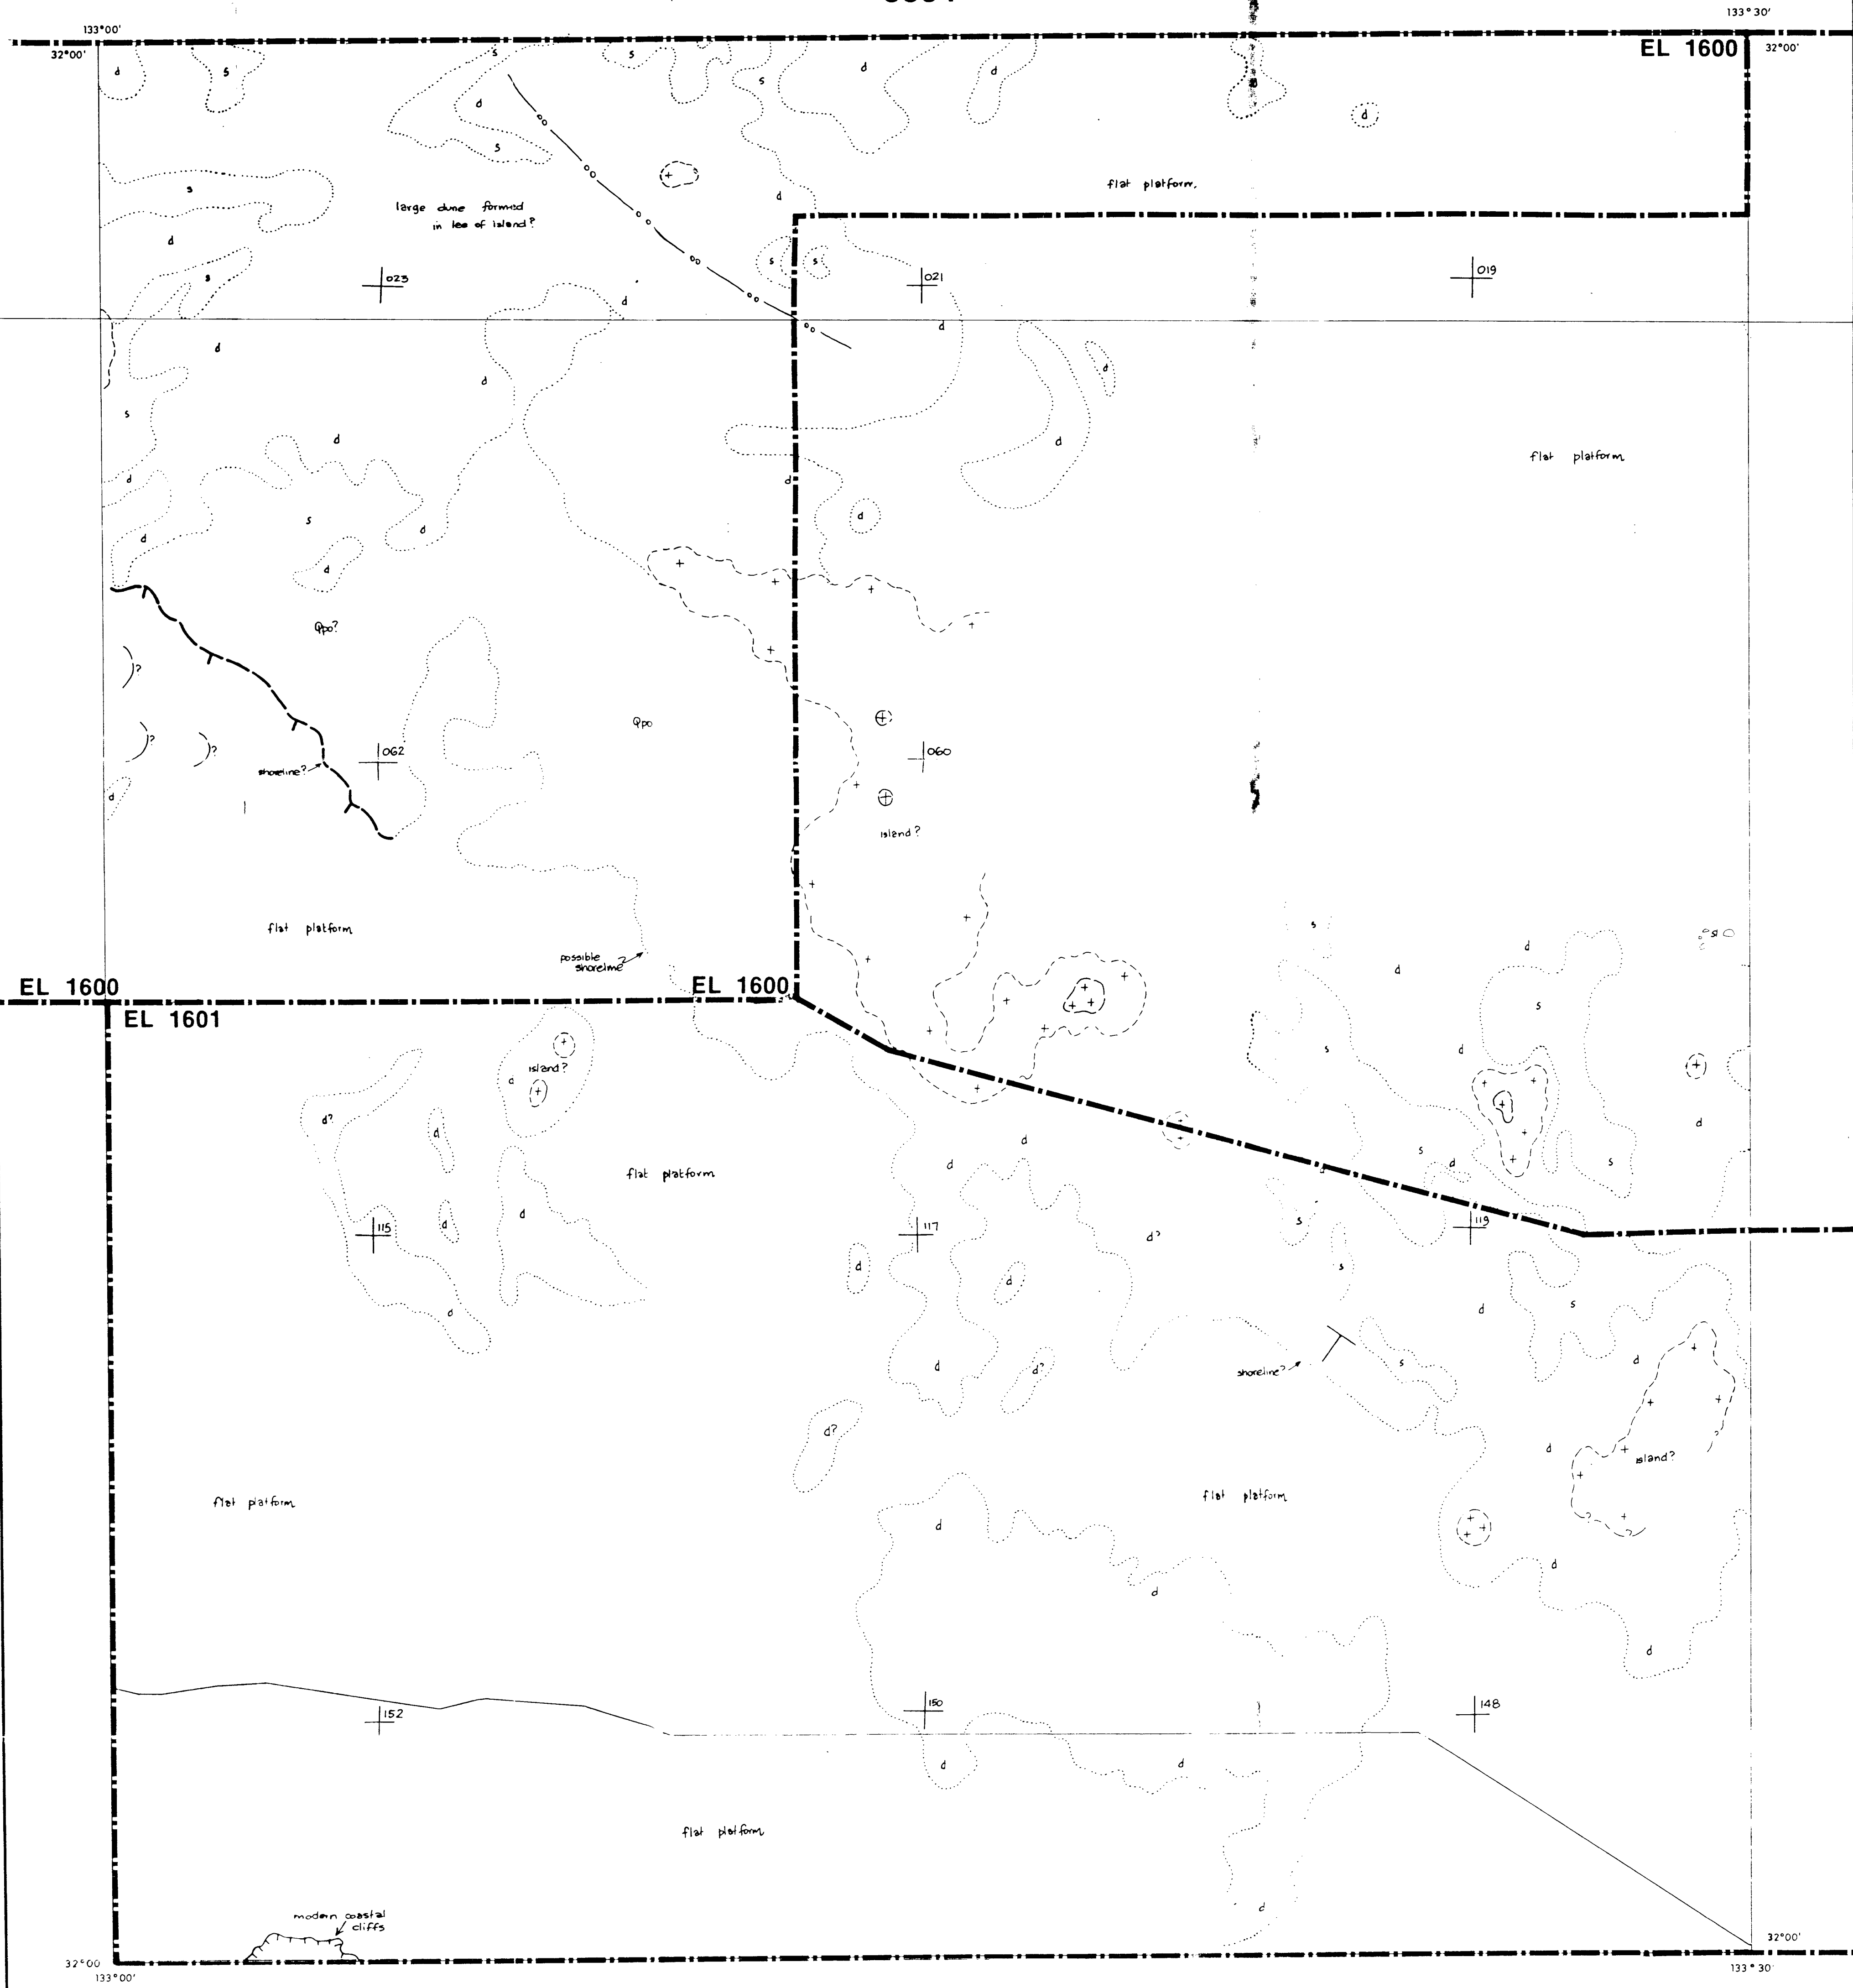 133°00'
133°30'
32°00'
EL 1600
32°00'
d
s
s
s
s
d
d
d
d
s
d
s
flat platform.
large dune formed
in lee of island?
d
d
s
s
s
023
021
019
d
d
d
d
d
d
s
d
flat platform
d
d
s
d
d
d
d
Qpo?
?
Qpo
?
?
062
060
shoreline?
d
island?
flat platform
possible
shoreline?
s
d
d
s
EL 1600
EL 1600
EL 1601
island?
d
s
d
d?
d
d
flat platform
d
d
s
d
s
115
d
d
117
d?
s
119
d
d
s
d
d
s
shoreline?
s
d
d
d?
d?
d
island?
flat platform
flat platform
d
?
?
d
d
d
152
150
148
d
d
flat platform
d
modern coastal
cliffs
32°00
133°00'
32°00'
133°30'